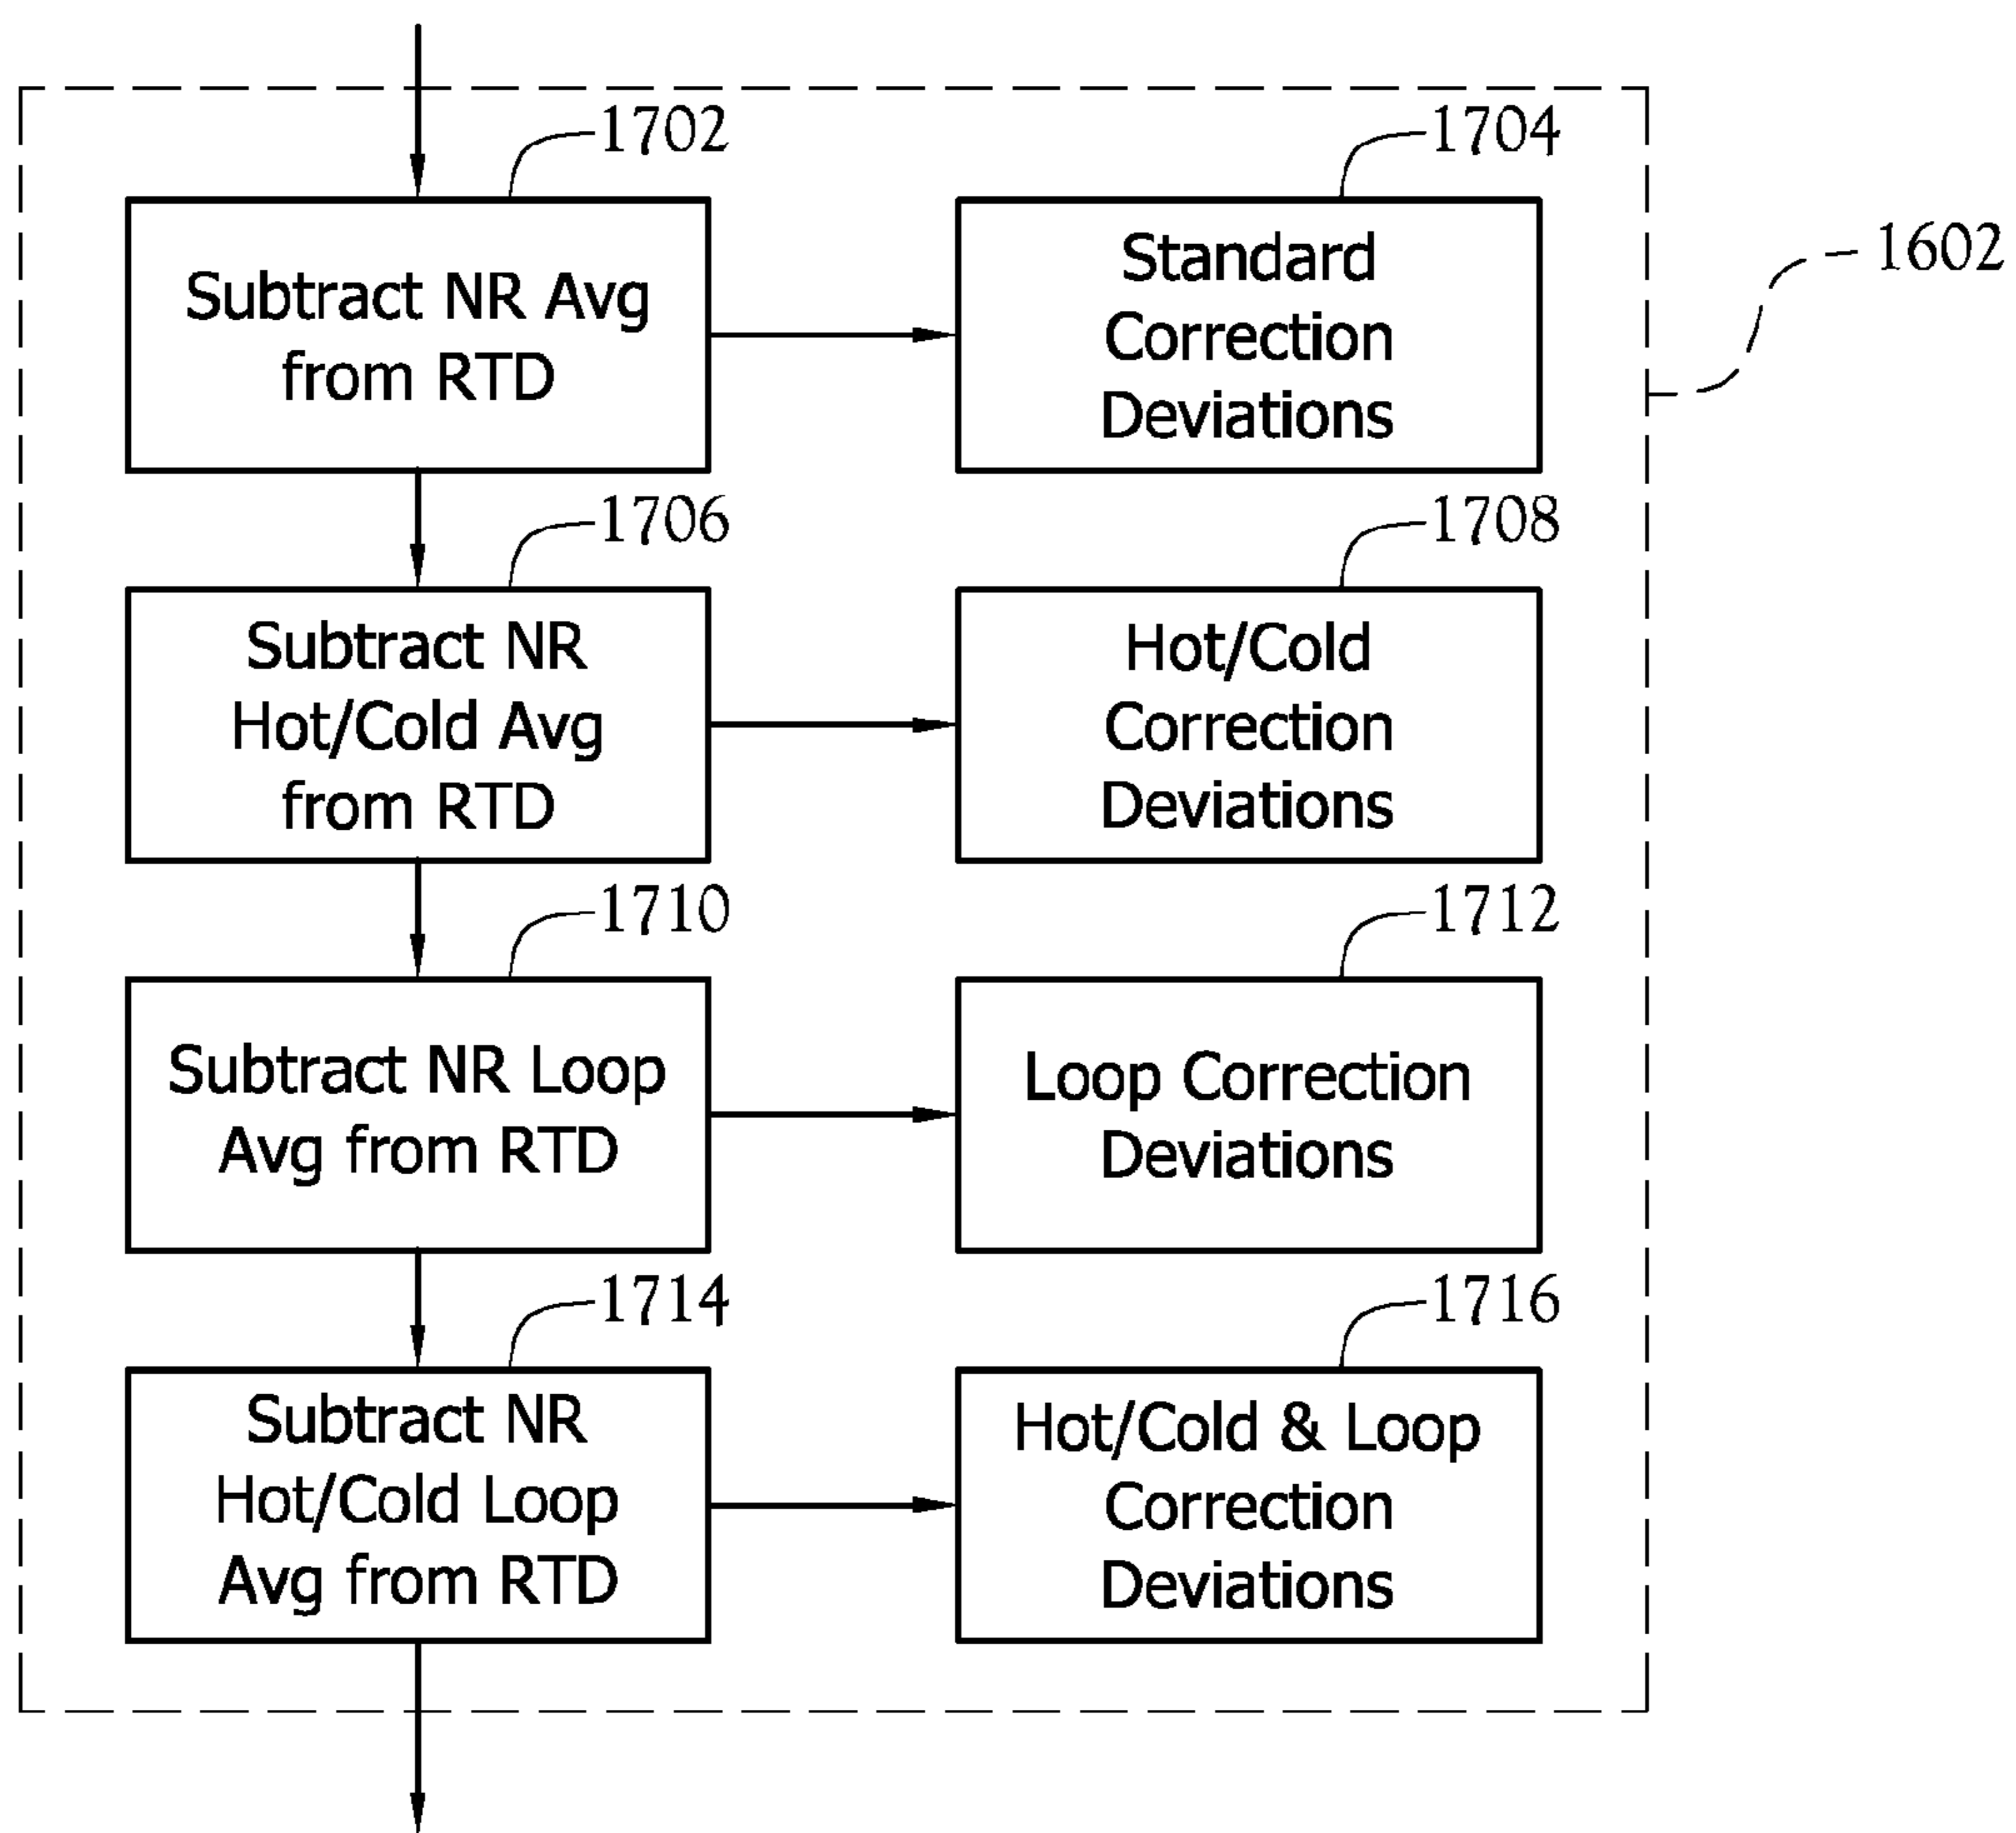 1702
1704
1602
Subtract NR Avg
from RTD
Standard
Correction
Deviations
1706
1708
Subtract NR
Hot/Cold Avg
from RTD
Hot/Cold
Correction
Deviations
1710
1712
Subtract NR Loop
Avg from RTD
Loop Correction
Deviations
1714
1716
Subtract NR
Hot/Cold Loop
Avg from RTD
Hot/Cold & Loop
Correction
Deviations